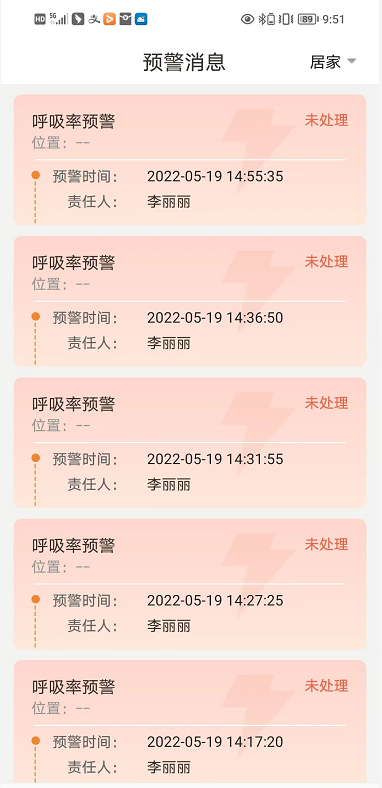 HD 5G 89 9:51
预警消息 居家
呼吸率预警 未处理
位置：--
预警时间： 2022-05-19 14:55:35
责任人： 李丽丽
呼吸率预警 未处理
位置：--
预警时间： 2022-05-19 14:36:50
责任人： 李丽丽
呼吸率预警 未处理
位置：--
预警时间： 2022-05-19 14:31:55
责任人： 李丽丽
呼吸率预警 未处理
位置：--
预警时间： 2022-05-19 14:27:25
责任人： 李丽丽
呼吸率预警 未处理
位置：--
预警时间： 2022-05-19 14:17:20
责任人： 李丽丽